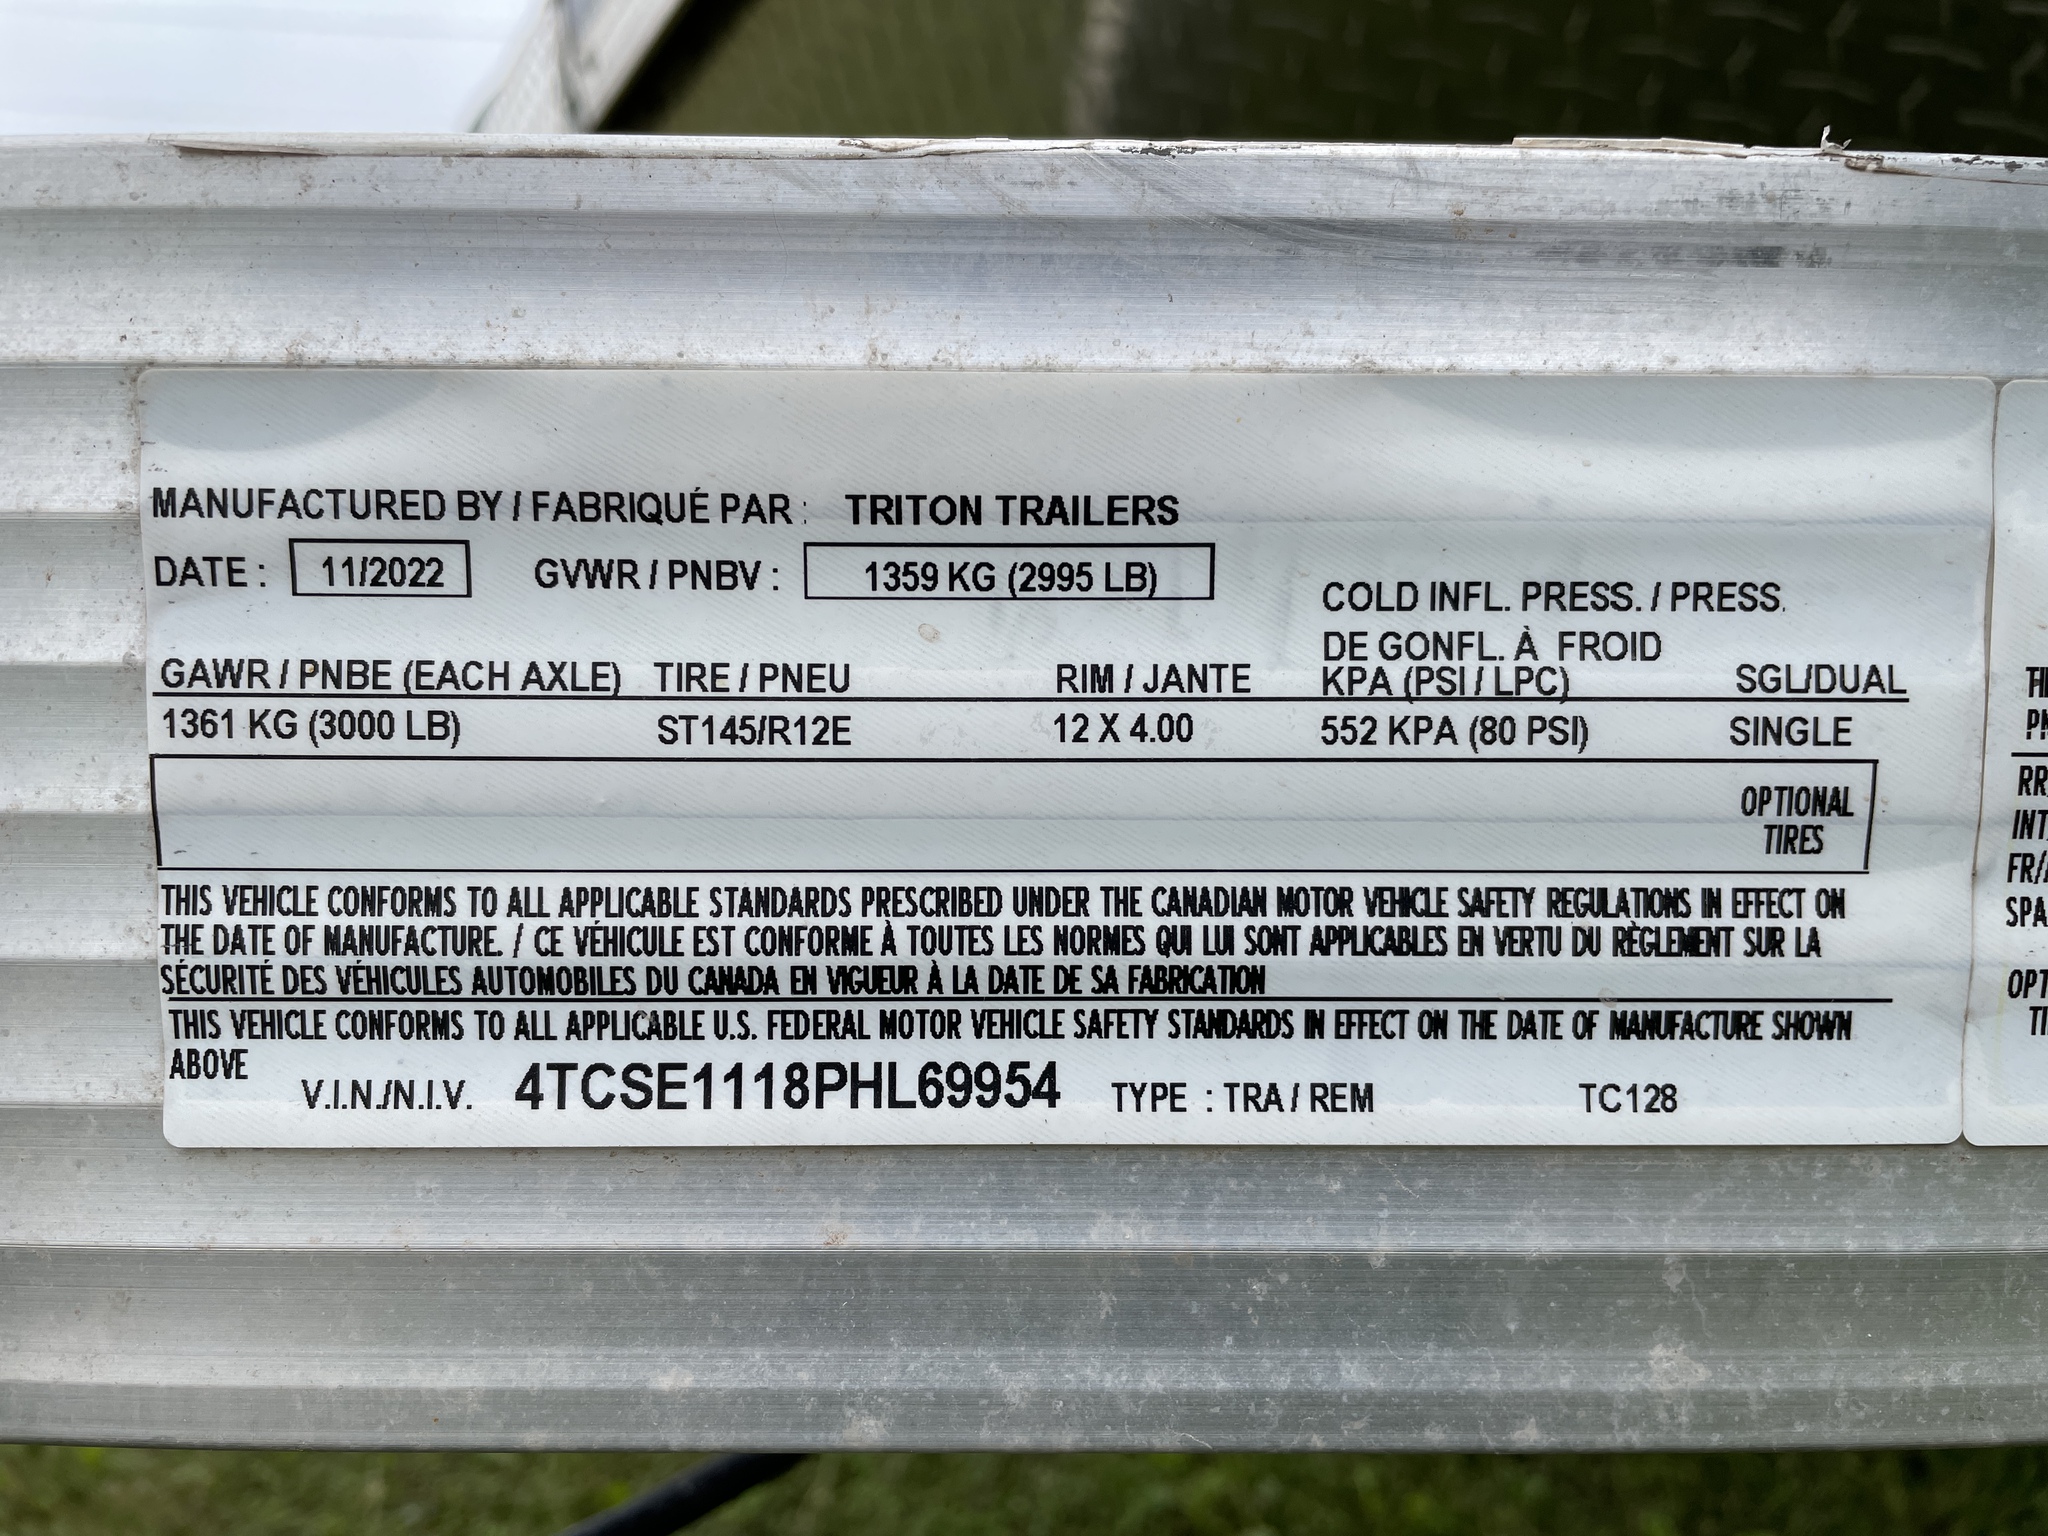 MANUFACTURED BY / FABRIQUÉ PAR : TRITON TRAILERS
DATE : 11/2022 GVWR / PNBV : 1359 KG (2995 LB)
COLD INFL. PRESS. / PRESS.
DE GONFL. À FROID
GAWR / PNBE (EACH AXLE) TIRE / PNEU RIM / JANTE KPA (PSI / LPC) SGL/DUAL
1361 KG (3000 LB) ST145/R12E 12 X 4.00 552 KPA (80 PSI) SINGLE
OPTIONAL
TIRES
THIS VEHICLE CONFORMS TO ALL APPLICABLE STANDARDS PRESCRIBED UNDER THE CANADIAN MOTOR VEHICLE SAFETY REGULATIONS IN EFFECT ON
THE DATE OF MANUFACTURE. / CE VÉHICULE EST CONFORME À TOUTES LES NORMES QUI LUI SONT APPLICABLES EN VERTU DU RÈGLEMENT SUR LA
SÉCURITÉ DES VÉHICULES AUTOMOBILES DU CANADA EN VIGUEUR À LA DATE DE SA FABRICATION
THIS VEHICLE CONFORMS TO ALL APPLICABLE U.S. FEDERAL MOTOR VEHICLE SAFETY STANDARDS IN EFFECT ON THE DATE OF MANUFACTURE SHOWN
ABOVE
V.I.N./N.I.V. 4TCSE1118PHL69954 TYPE : TRA / REM TC128